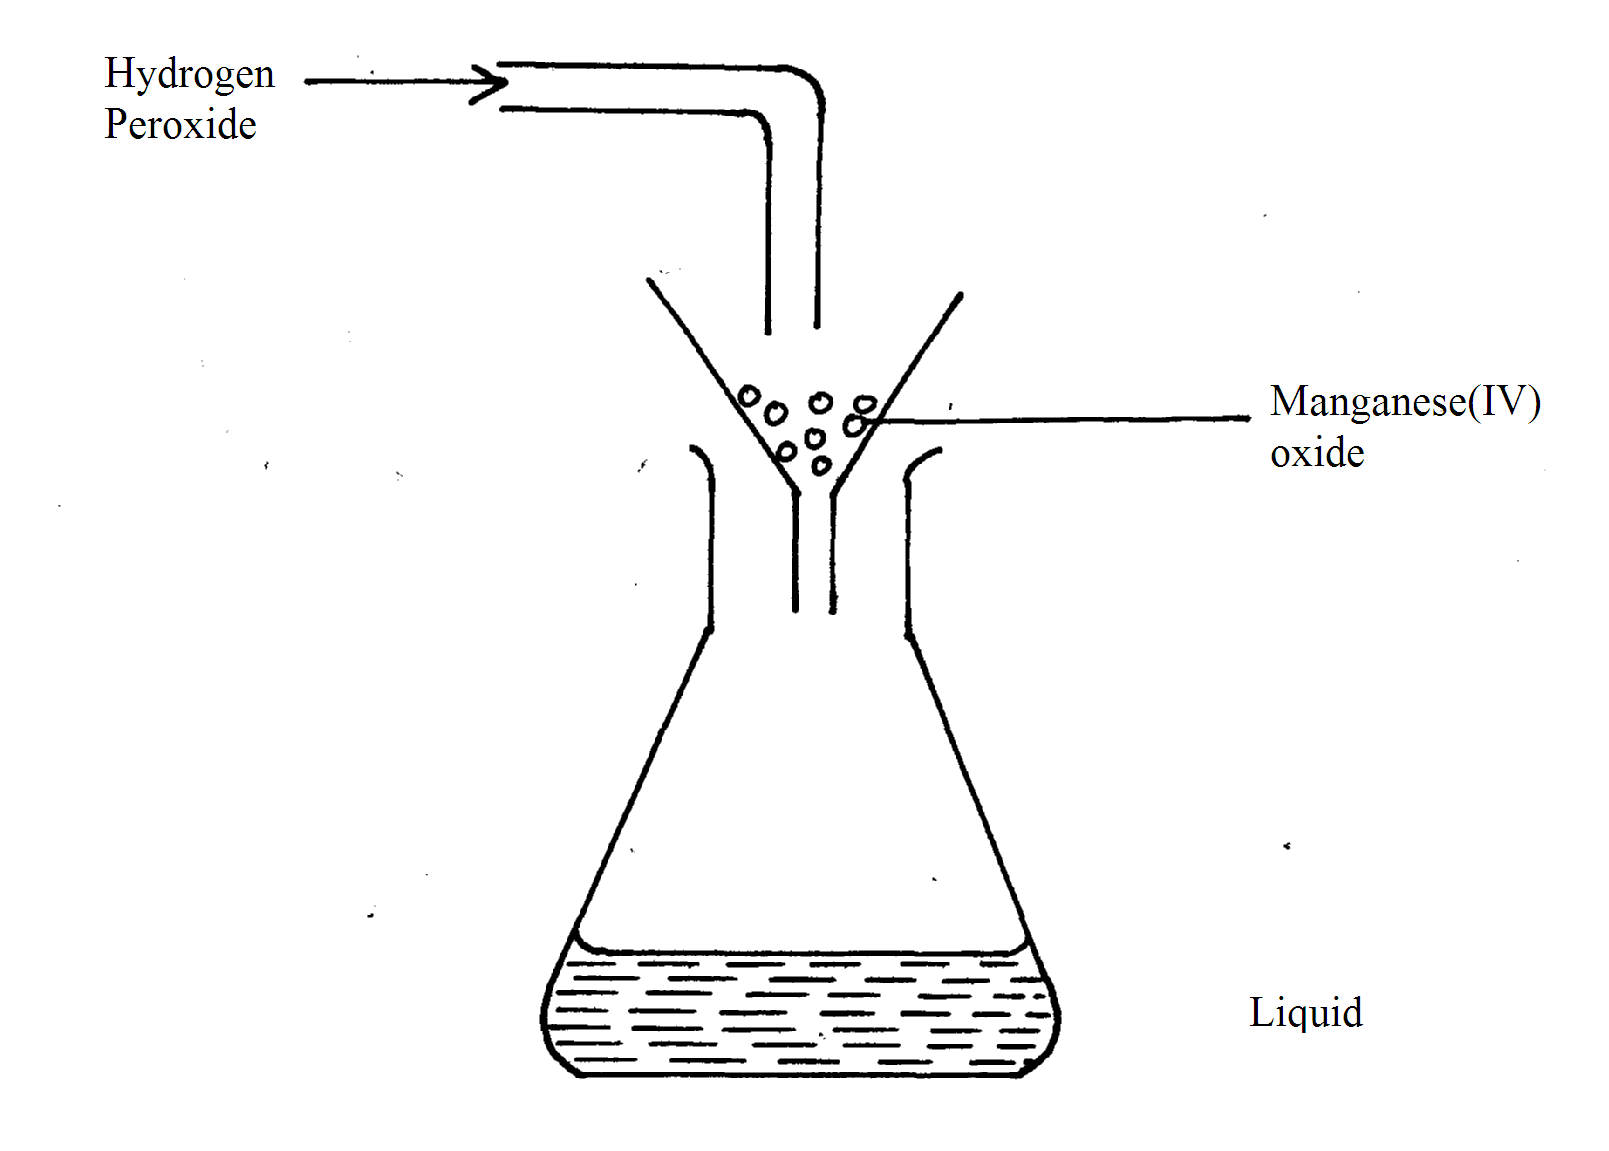 Hydrogen
Peroxide
Manganese(IV)
oxide
Liquid